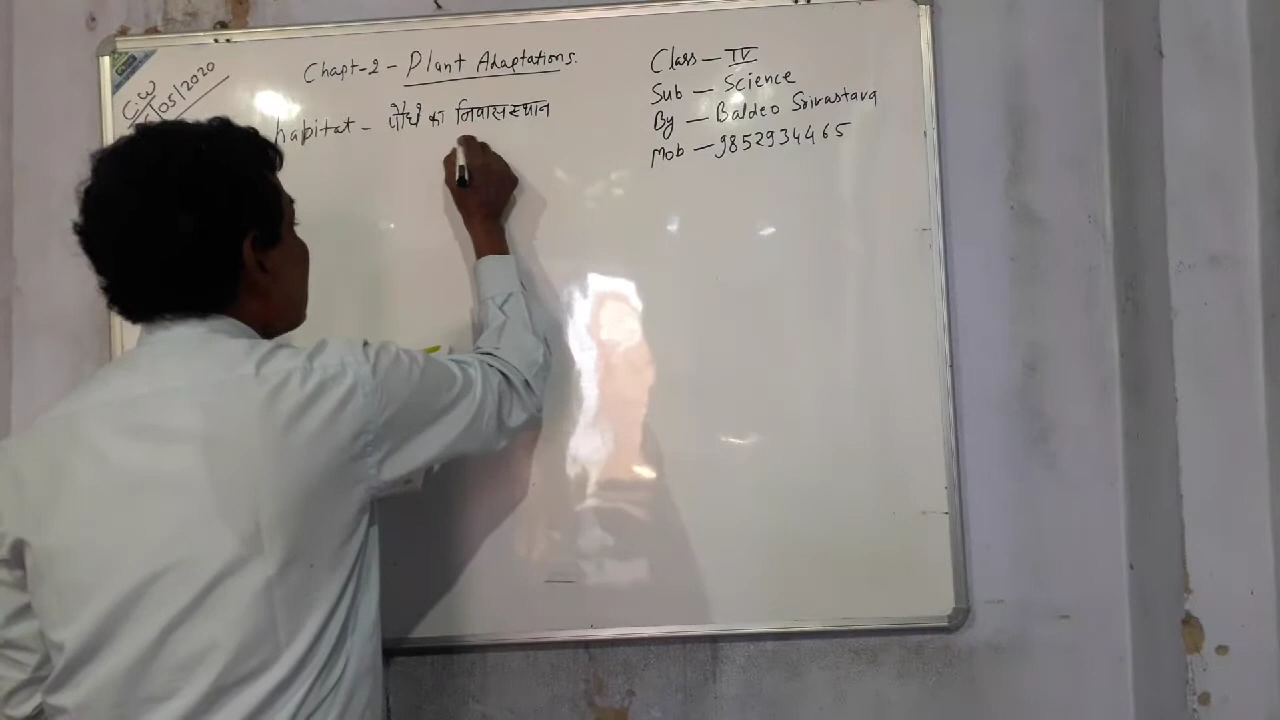 C.W
/05/2020
Chapt-2 - Plant Adaptations.
habitat - पौधे का निवासस्थान
Class - IV
Sub - Science
By - Baldeo Srivastava
Mob - 9852934465